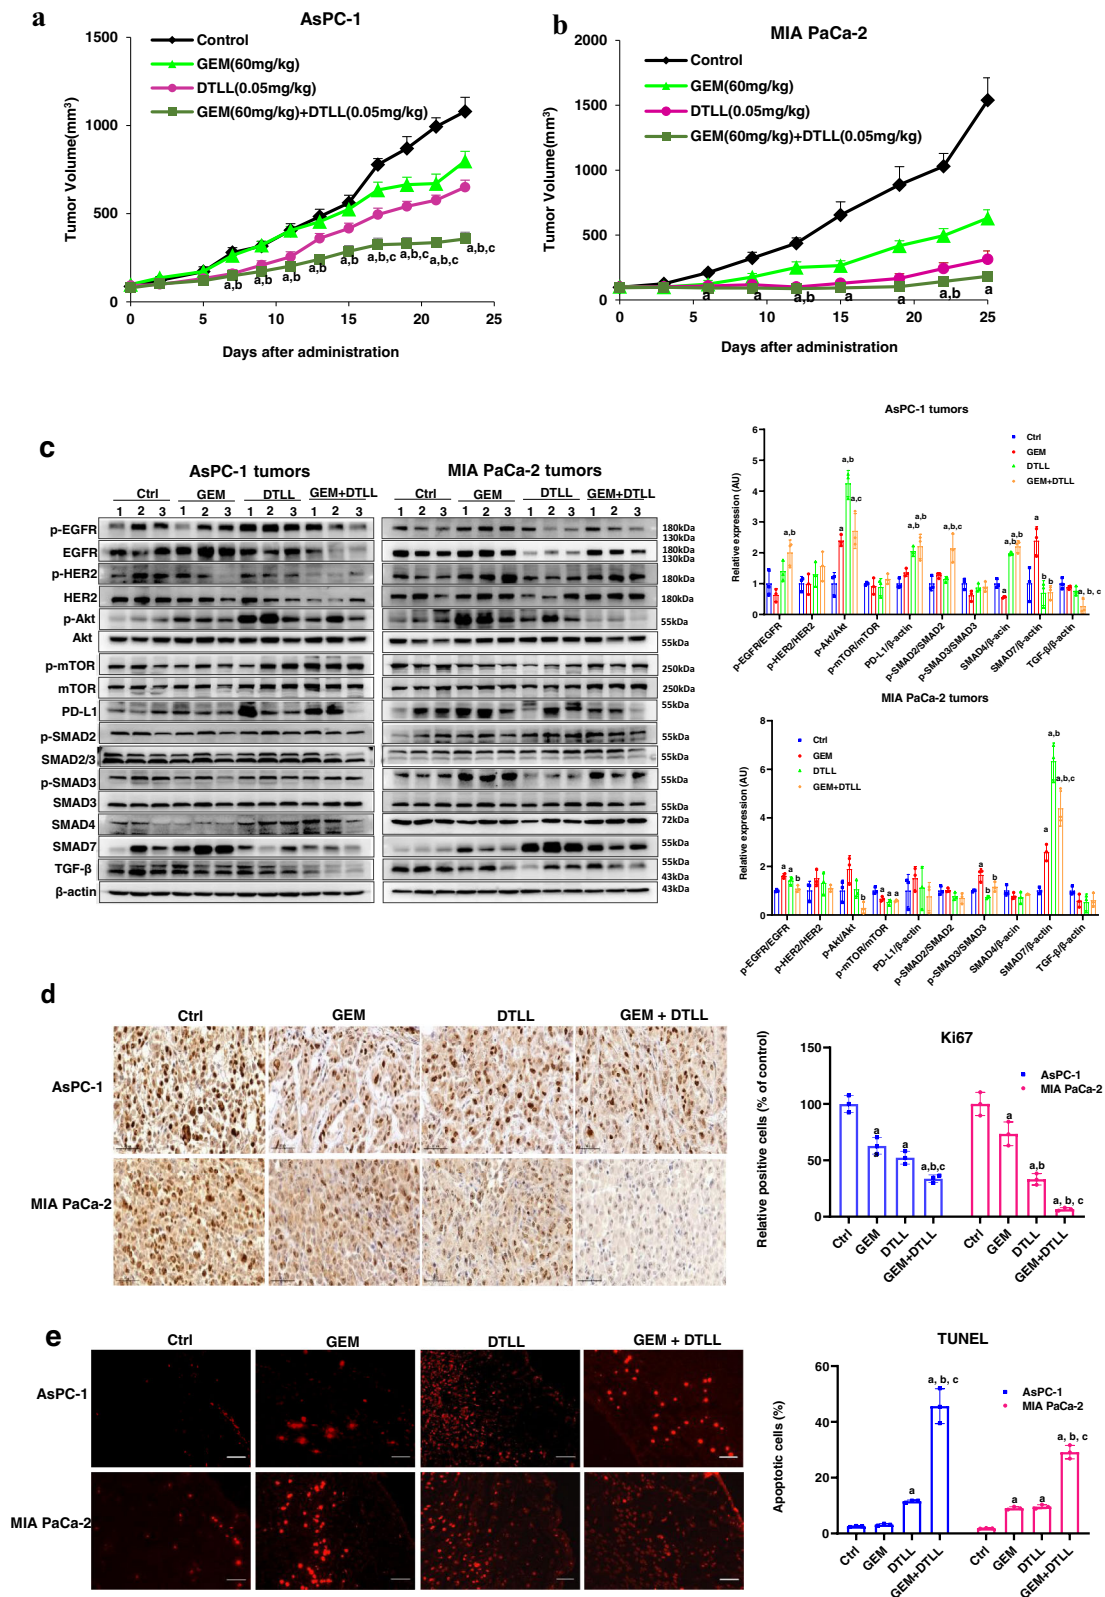 a
AsPC-1
Tumor Volume(mm³)
1500
1000
500
0
Control
GEM(60mg/kg)
DTLL(0.05mg/kg)
GEM(60mg/kg)+DTLL(0.05mg/kg)
a,b a,b a,b a,b a,b a,b,c a,b,c a,b,c a,b,c
0 5 10 15 20 25
Days after administration
b
MIA PaCa-2
Tumor Volume(mm³)
2000
1500
1000
500
0
Control
GEM(60mg/kg)
DTLL(0.05mg/kg)
GEM(60mg/kg)+DTLL(0.05mg/kg)
a a a,b a a a,b a
0 5 10 15 20 25
Days after administration
c
AsPC-1 tumors
MIA PaCa-2 tumors
Ctrl GEM DTLL GEM+DTLL
Ctrl GEM DTLL GEM+DTLL
1 2 3 1 2 3 1 2 3 1 2 3
1 2 3 1 2 3 1 2 3 1 2 3
p-EGFR
180kDa
130kDa
EGFR
180kDa
130kDa
p-HER2
180kDa
HER2
180kDa
p-Akt
55kDa
Akt
55kDa
p-mTOR
250kDa
mTOR
250kDa
PD-L1
55kDa
p-SMAD2
55kDa
SMAD2/3
55kDa
p-SMAD3
55kDa
SMAD3
55kDa
SMAD4
72kDa
SMAD7
55kDa
TGF-β
55kDa
43kDa
β-actin
43kDa
AsPC-1 tumors
Relative expression (AU)
6
5
4
3
2
1
0
Ctrl
GEM
DTLL
GEM+DTLL
a,b a a,b a,c a,b a,b,c a a,b a b b a, b, c
p-EGFR/EGFR
p-HER2/HER2
p-Akt/Akt
p-mTOR/mTOR
PD-L1/β-actin
p-SMAD2/SMAD2
p-SMAD3/SMAD3
SMAD4/β-actin
SMAD7/β-actin
TGF-β/β-actin
MIA PaCa-2 tumors
Relative expression (AU)
8
6
4
2
0
Ctrl
GEM
DTLL
GEM+DTLL
a a b b a a a a b b a a,b a,b,c
p-EGFR/EGFR
p-HER2/HER2
p-Akt/Akt
p-mTOR/mTOR
PD-L1/β-actin
p-SMAD2/SMAD2
p-SMAD3/SMAD3
SMAD4/β-actin
SMAD7/β-actin
TGF-β/β-actin
d
Ctrl GEM DTLL GEM + DTLL
AsPC-1
MIA PaCa-2
Ki67
Relative positive cells (% of control)
150
100
50
0
AsPC-1
MIA PaCa-2
a a a,b,c a a,b a, b, c
Ctrl GEM DTLL GEM+DTLL Ctrl GEM DTLL GEM+DTLL
e
Ctrl GEM DTLL GEM + DTLL
AsPC-1
MIA PaCa-2
TUNEL
Apoptotic cells (%)
60
40
20
0
AsPC-1
MIA PaCa-2
a a, b, c a a a, b, c
Ctrl GEM DTLL GEM+DTLL Ctrl GEM DTLL GEM+DTLL